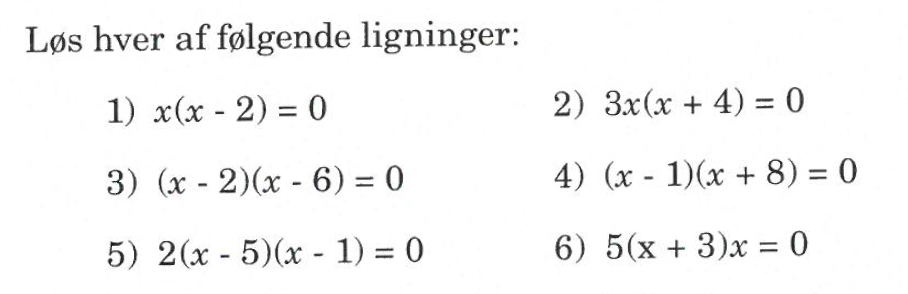 Løs hver af følgende ligninger:
1) x(x - 2) = 0 2) 3x(x + 4) = 0
3) (x - 2)(x - 6) = 0 4) (x - 1)(x + 8) = 0
5) 2(x - 5)(x - 1) = 0 6) 5(x + 3)x = 0